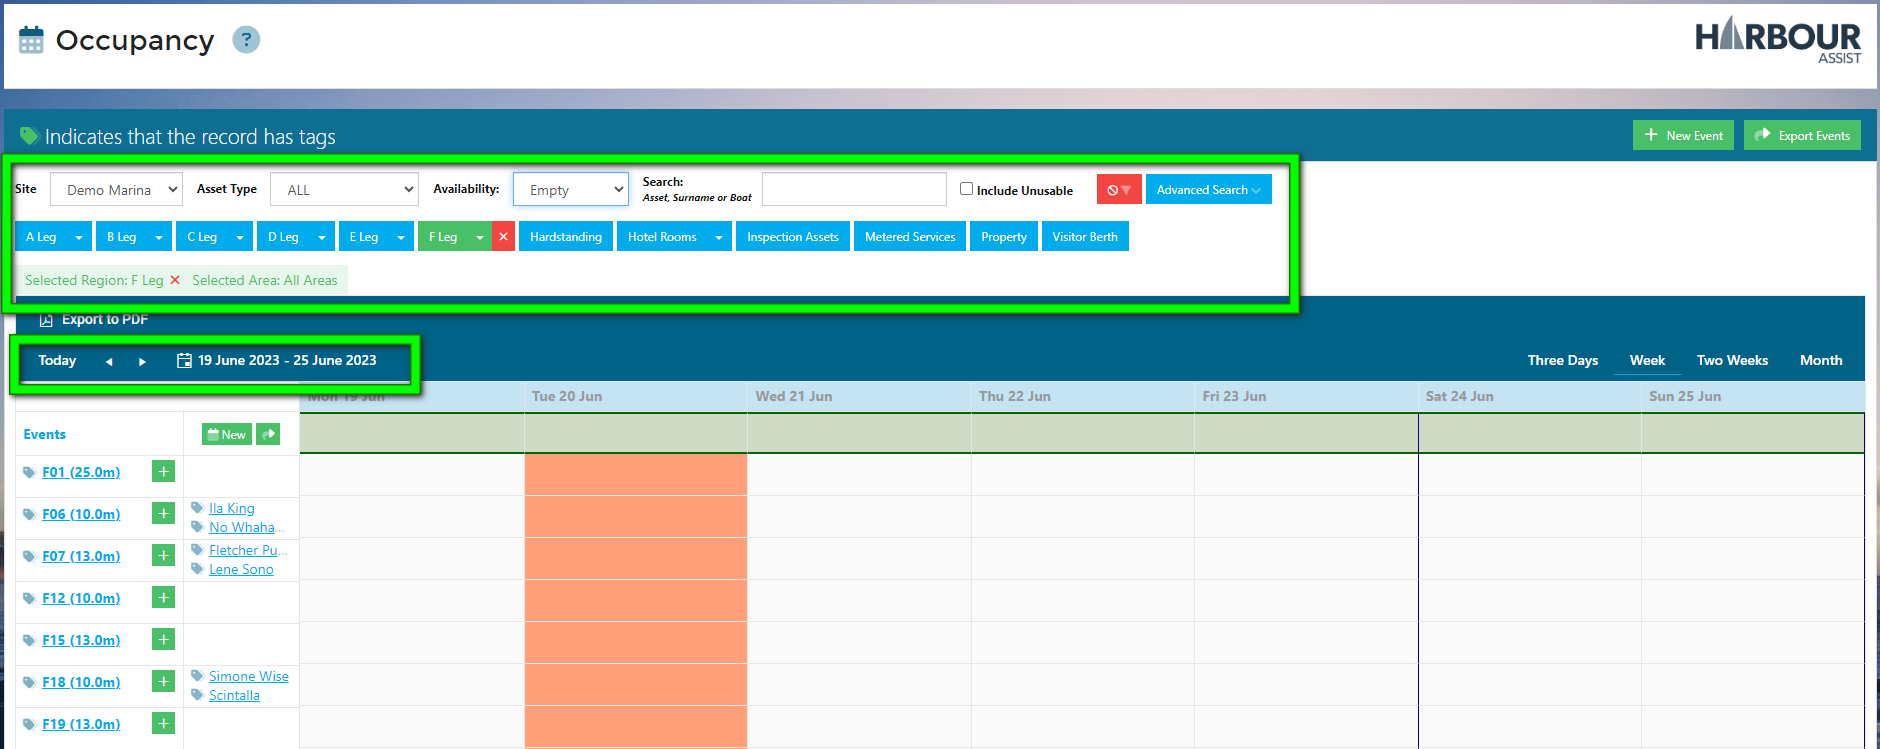 Occupancy ?
HARBOUR
ASSIST
Indicates that the record has tags
New Event
Export Events
Site Demo Marina Asset Type ALL Availability: Empty Search:
Asset, Surname or Boat
Include Unusable
Advanced Search
A Leg B Leg C Leg D Leg E Leg F Leg Hardstanding Hotel Rooms Inspection Assets Metered Services Property Visitor Berth
Selected Region: F Leg Selected Area: All Areas
Export to PDF
Today 19 June 2023 - 25 June 2023 Three Days Week Two Weeks Month
Mon 19 Jun Tue 20 Jun Wed 21 Jun Thu 22 Jun Fri 23 Jun Sat 24 Jun Sun 25 Jun
Events New
F01 (25.0m)
F06 (10.0m) Ila King
No Whaha...
F07 (13.0m) Fletcher Pu...
Lene Sono
F12 (10.0m)
F15 (13.0m)
F18 (10.0m) Simone Wise
Scintalla
F19 (13.0m)